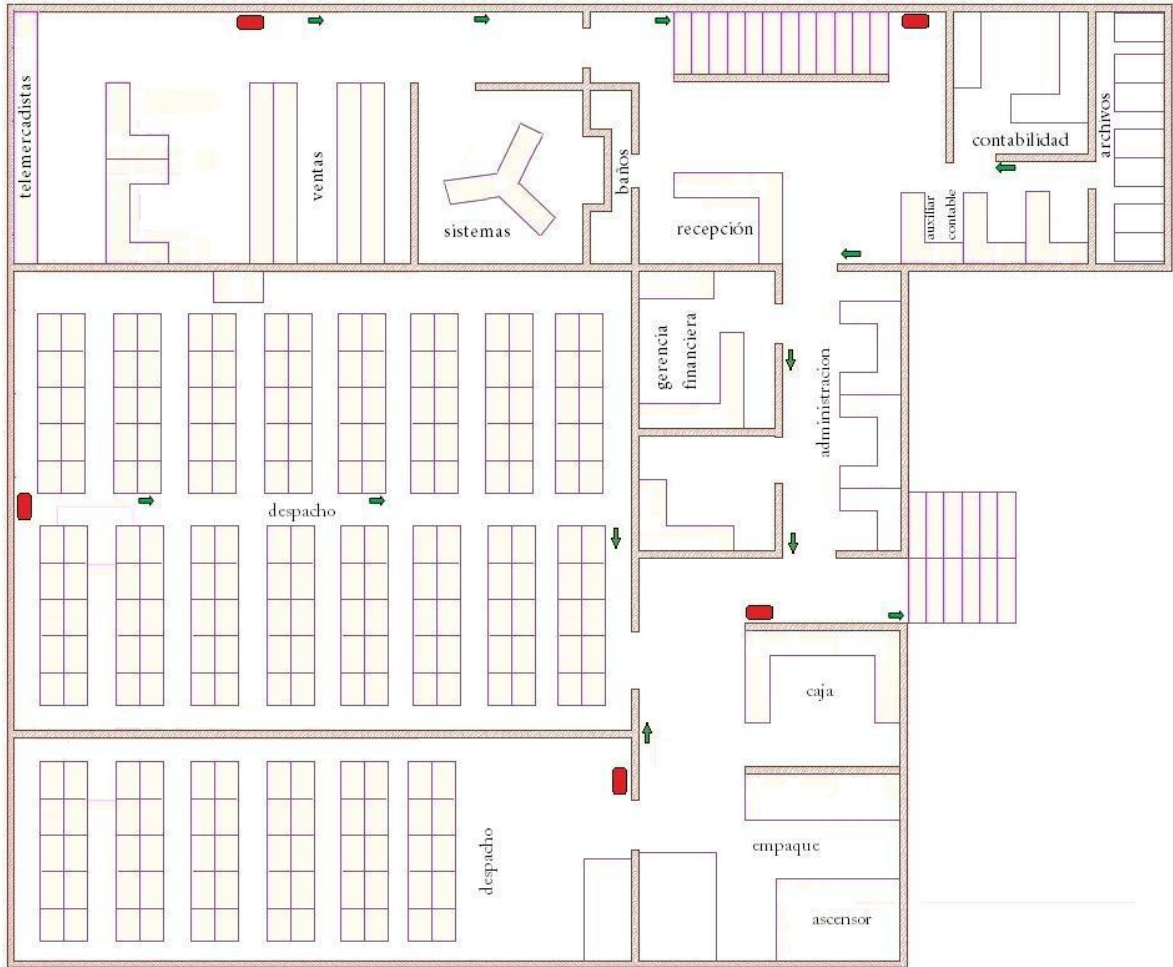 telemercadistas
ventas
sistemas
baños
recepción
contabilidad
archivos
auxiliar
contable
gerencia
financiera
administracion
despacho
caja
despacho
empaque
ascensor